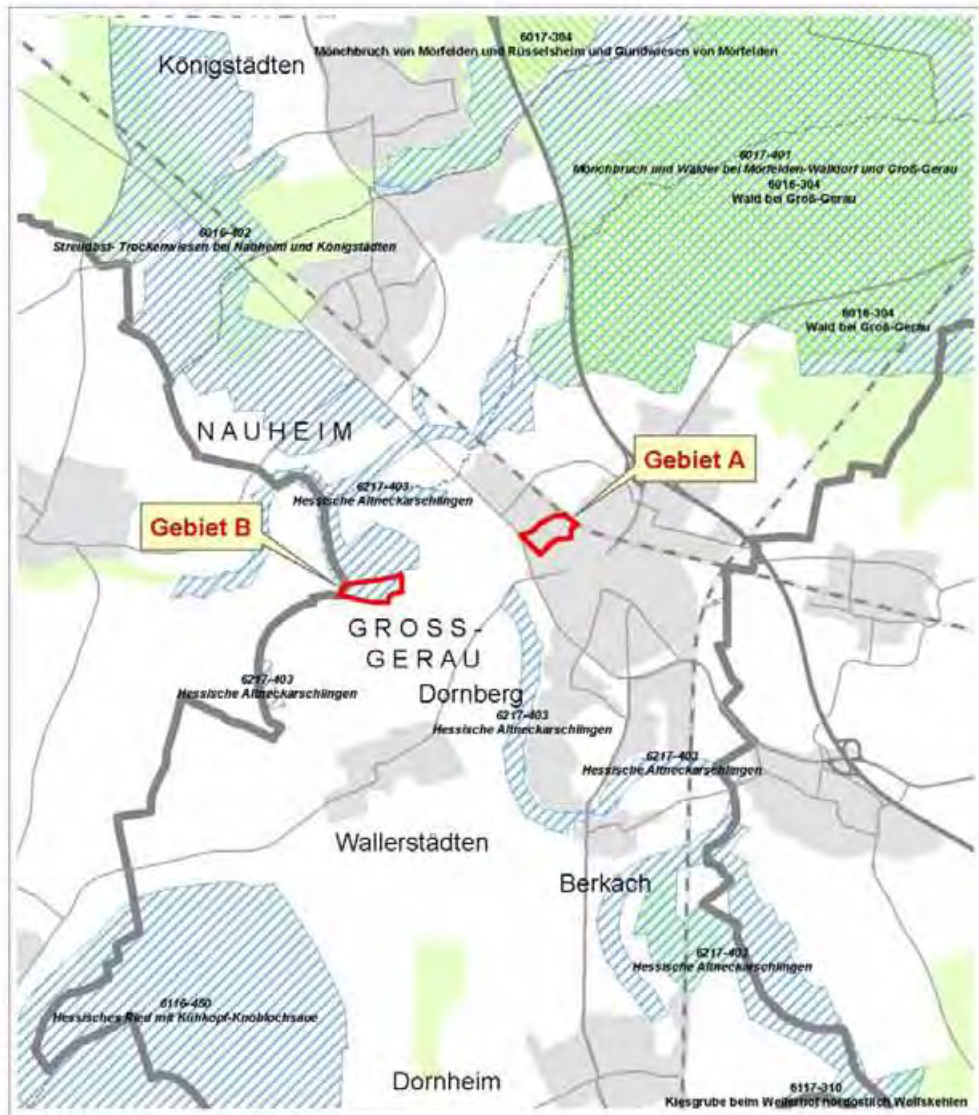 Königstädten
6017-304
Mönchbruch von Mörfelden und Rüsselsheim und Gundwiesen von Mörfelden
6017-401
Mönchbruch und Wälder bei Mörfelden-Walldorf und Groß-Gerau
6016-304
Wald bei Groß-Gerau
6016-402
Streuobst- Trockenwiesen bei Nauheim und Königstädten
6016-304
Wald bei Groß-Gerau
NAUHEIM
Gebiet A
6217-403
Hessische Altneckarschlingen
Gebiet B
GROSS-
GERAU
6217-403
Hessische Altneckarschlingen
Dornberg
6217-403
Hessische Altneckarschlingen
6217-403
Hessische Altneckarschlingen
Wallerstädten
Berkach
6217-403
Hessische Altneckarschlingen
6116-450
Hessisches Ried mit Kühkopf-Knoblochsaue
Dornheim
6117-310
Kiesgrube beim Weilerhof nordöstlich Wolfskehlen